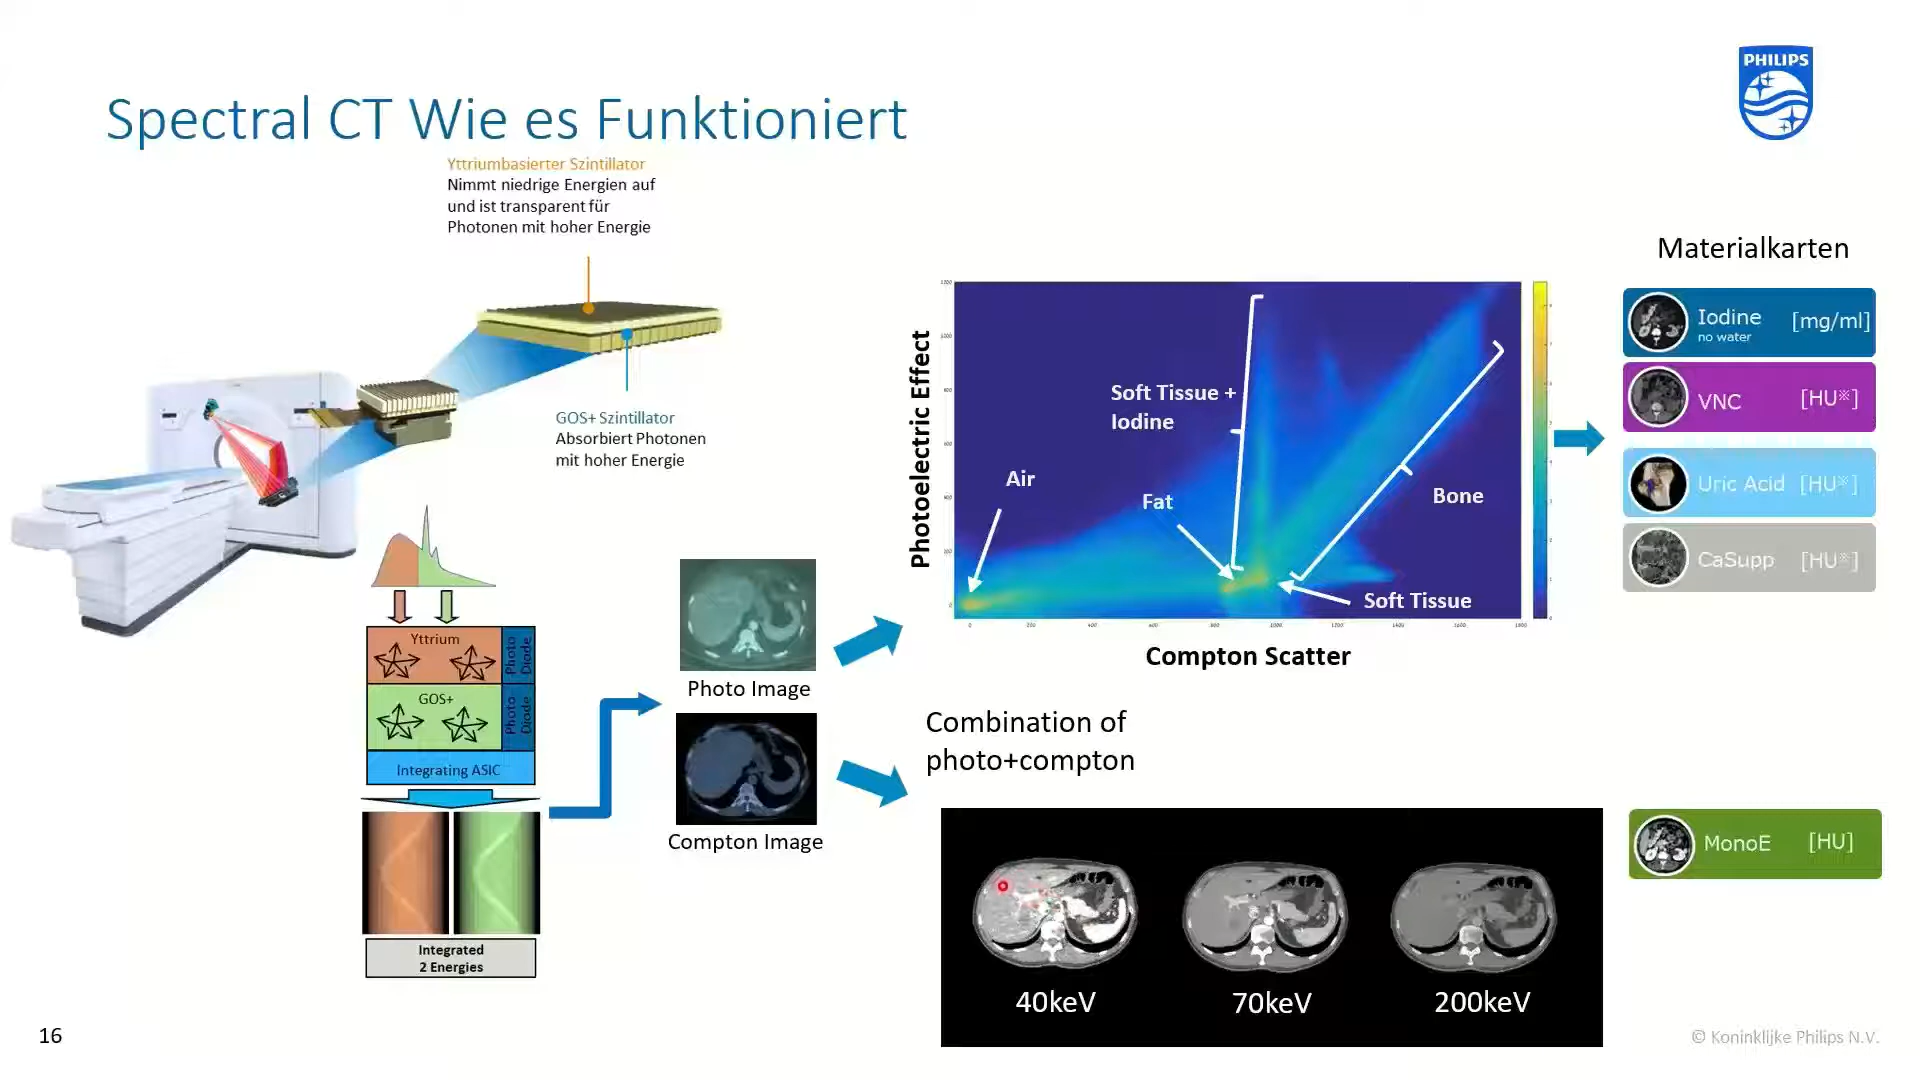 PHILIPS
Spectral CT Wie es Funktioniert
Yttriumbasierter Szintillator
Nimmt niedrige Energien auf
und ist transparent für
Photonen mit hoher Energie
GOS+ Szintillator
Absorbiert Photonen
mit hoher Energie
Yttrium
Photo
Diode
GOS+
Photo
Diode
Integrating ASIC
Integrated
2 Energies
Photo Image
Compton Image
Photoelectric Effect
Soft Tissue +
Iodine
Air
Fat
Bone
Soft Tissue
Compton Scatter
Combination of
photo+compton
40keV
70keV
200keV
Materialkarten
Iodine [mg/ml]
no water
VNC [HU※]
Uric Acid [HU※]
CaSupp [HU※]
MonoE [HU]
16
© Koninklijke Philips N.V.